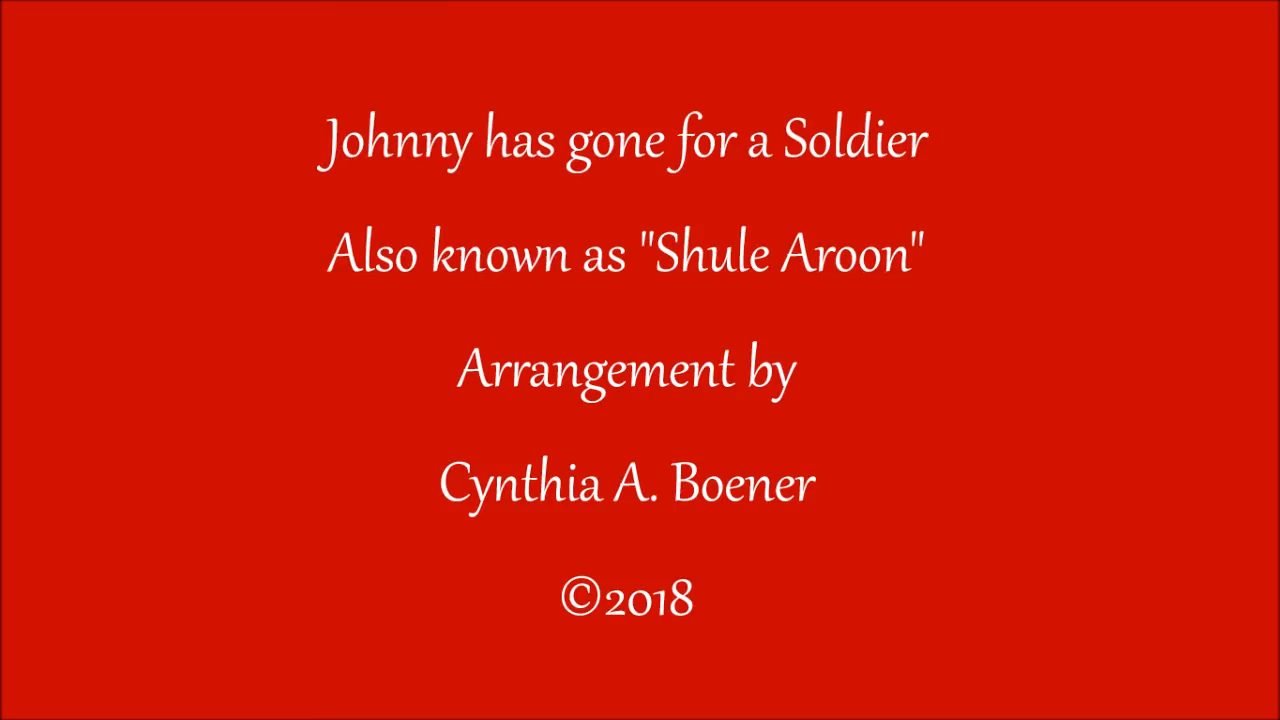 Johnny has gone for a Soldier
Also known as "Shule Aroon"
Arrangement by
Cynthia A. Boener
©2018